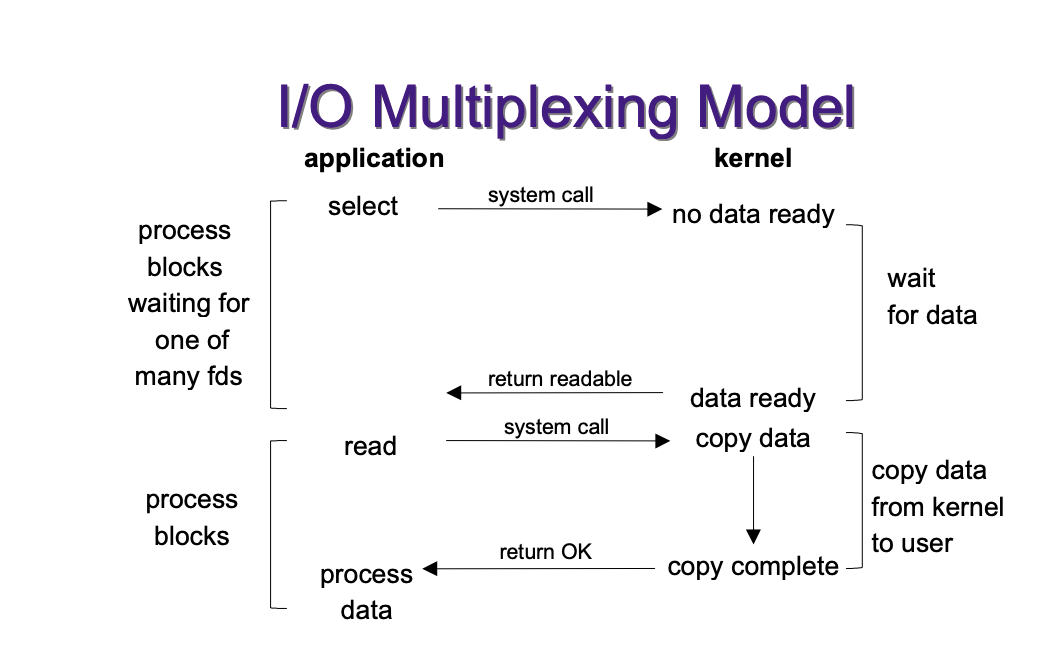 I/O Multiplexing Model
application
kernel
select
system call
no data ready
process
blocks
waiting for
one of
many fds
wait
for data
return readable
data ready
read
system call
copy data
process
blocks
copy data
from kernel
to user
return OK
copy complete
process
data